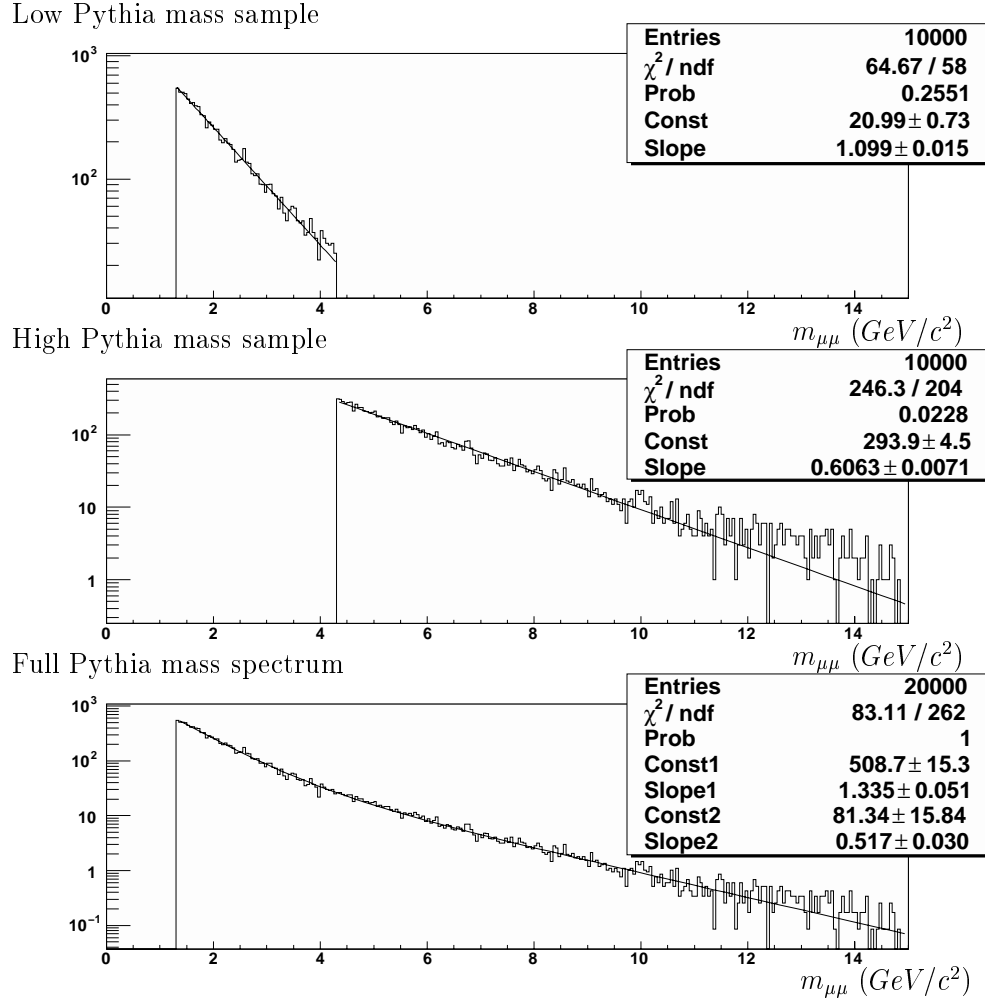 Low Pythia mass sample
Entries 10000
χ² / ndf 64.67 / 58
Prob 0.2551
Const 20.99 ± 0.73
Slope 1.099 ± 0.015
10³
10²
0 2 4 6 8 10 12 14
m_μμ (GeV/c²)
High Pythia mass sample
Entries 10000
χ² / ndf 246.3 / 204
Prob 0.0228
Const 293.9 ± 4.5
Slope 0.6063 ± 0.0071
10²
10
1
0 2 4 6 8 10 12 14
m_μμ (GeV/c²)
Full Pythia mass spectrum
Entries 20000
χ² / ndf 83.11 / 262
Prob 1
Const1 508.7 ± 15.3
Slope1 1.335 ± 0.051
Const2 81.34 ± 15.84
Slope2 0.517 ± 0.030
10³
10²
10
1
10⁻¹
0 2 4 6 8 10 12 14
m_μμ (GeV/c²)